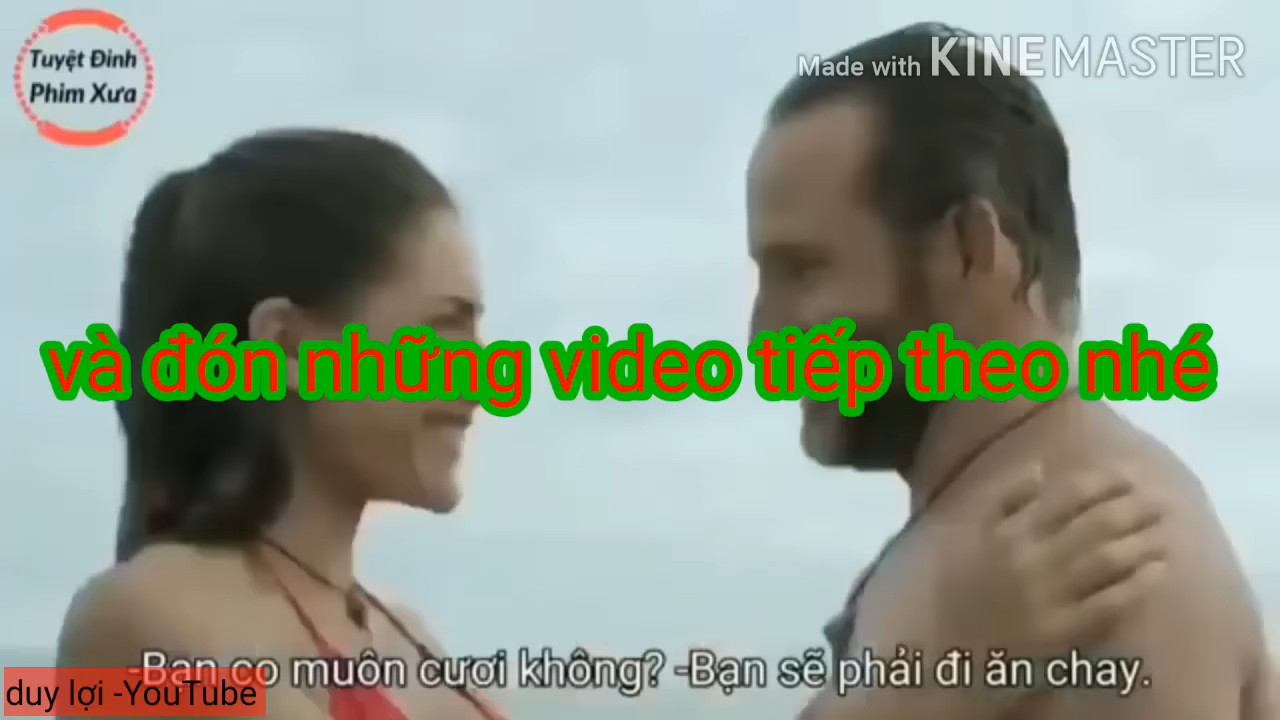 Tuyệt Đỉnh
Phim Xưa
Made with KINEMASTER
và đón những video tiếp theo nhé
-Bạn co muôn cươi không? -Bạn sẽ phải đi ăn chay.
duy lợi -YouTube